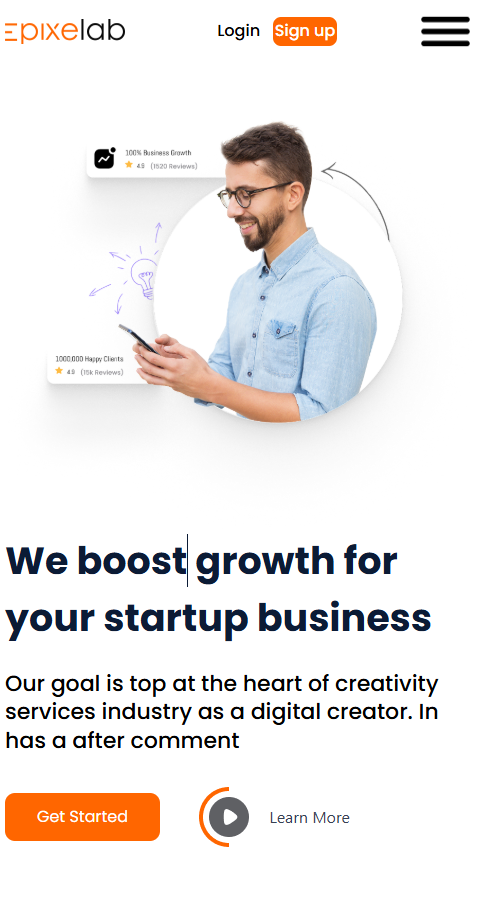 Epixelab
Login
Sign up
100% Business Growth
4.9 (1520 Reviews)
1000,000 Happy Clients
4.9 (15k Reviews)
We boost growth for
your startup business
Our goal is top at the heart of creativity
services industry as a digital creator. In
has a after comment
Get Started
Learn More